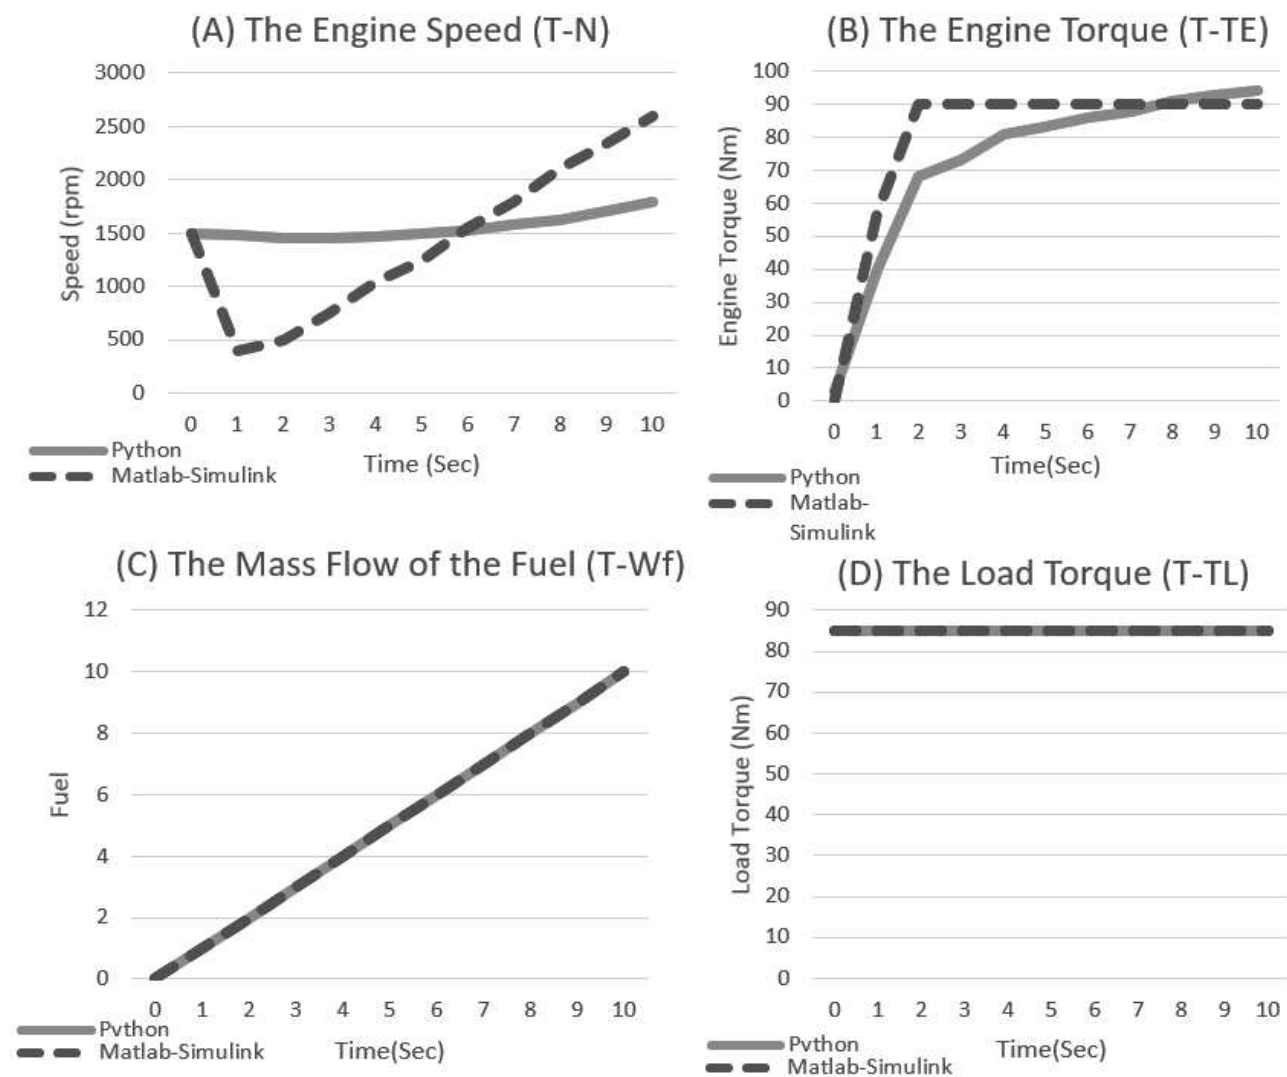 (A) The Engine Speed (T-N)
3000
2500
2000
1500
1000
500
0
Speed (rpm)
0 1 2 3 4 5 6 7 8 9 10
Time (Sec)
Python
Matlab-Simulink
(B) The Engine Torque (T-TE)
100
90
80
70
60
50
40
30
20
10
0
Engine Torque (Nm)
0 1 2 3 4 5 6 7 8 9 10
Time(Sec)
Python
Matlab-
Simulink
(C) The Mass Flow of the Fuel (T-Wf)
12
10
8
6
4
2
0
Fuel
0 1 2 3 4 5 6 7 8 9 10
Python
Matlab-Simulink
Time(Sec)
(D) The Load Torque (T-TL)
90
80
70
60
50
40
30
20
10
0
Load Torque (Nm)
0 1 2 3 4 5 6 7 8 9 10
Python
Matlab-Simulink
Time(Sec)